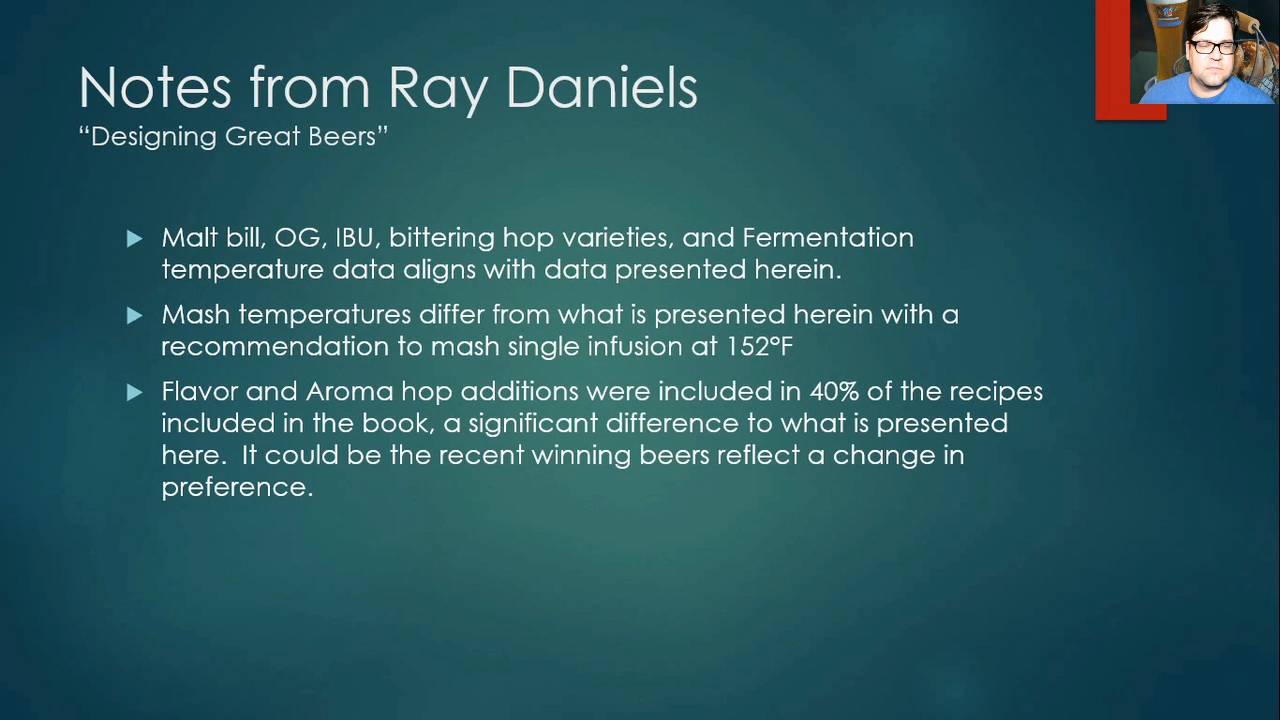 Notes from Ray Daniels
“Designing Great Beers”
Malt bill, OG, IBU, bittering hop varieties, and Fermentation
temperature data aligns with data presented herein.
Mash temperatures differ from what is presented herein with a
recommendation to mash single infusion at 152°F
Flavor and Aroma hop additions were included in 40% of the recipes
included in the book, a significant difference to what is presented
here.  It could be the recent winning beers reflect a change in
preference.